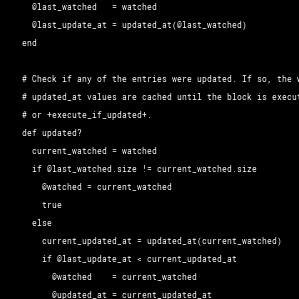 @last_watched   = watched
@last_update_at = updated_at(@last_watched)
end
# Check if any of the entries were updated. If so, the
# updated_at values are cached until the block is
# or +execute_if_updated+.
def updated?
current_watched = watched
if @last_watched.size != current_watched.size
@watched = current_watched
true
else
current_updated_at = updated_at(current_watched)
if @last_update_at < current_updated_at
@watched    = current_watched
@updated_at = current_updated_at